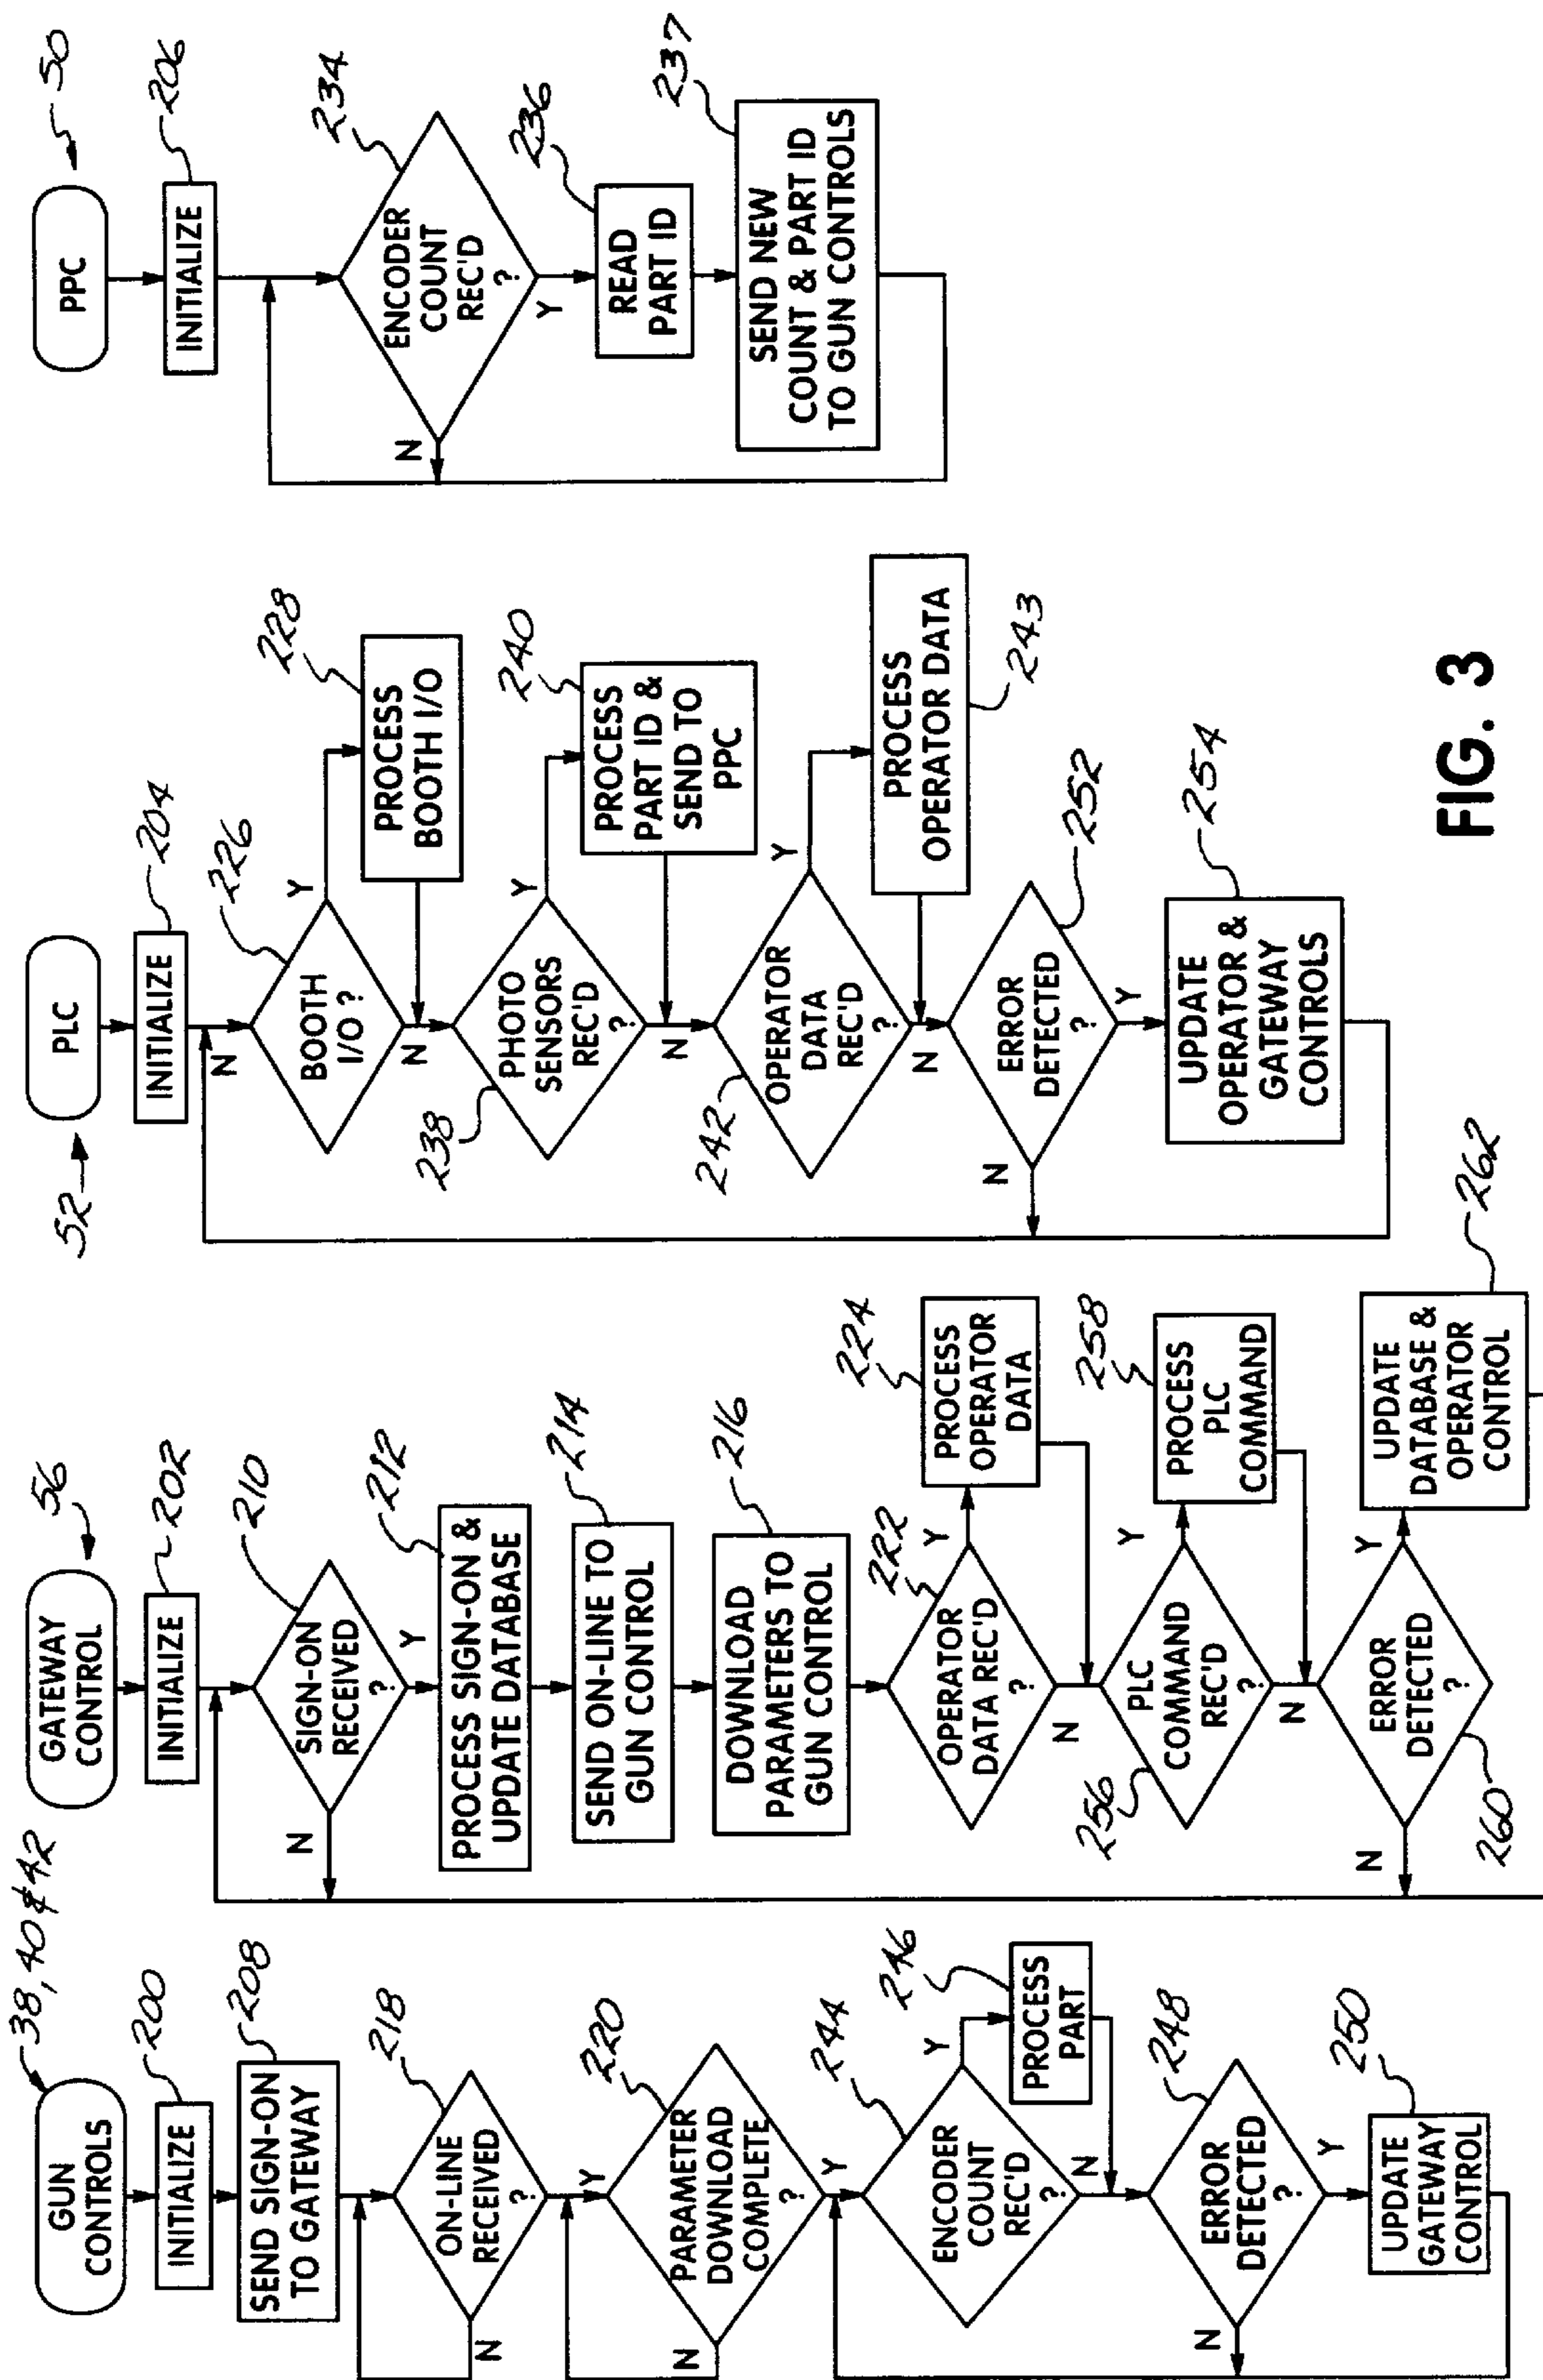 38, 40 & 42
GUN
CONTROLS
200
INITIALIZE
208
SEND SIGN-ON
TO GATEWAY
218
ON-LINE
RECEIVED
?
N
Y
220
PARAMETER
DOWNLOAD
COMPLETE
?
N
Y
244
ENCODER
COUNT
REC'D
?
Y
N
246
PROCESS
PART
248
ERROR
DETECTED
?
N
Y
250
UPDATE
GATEWAY
CONTROL
56
GATEWAY
CONTROL
202
INITIALIZE
210
SIGN-ON
RECEIVED
?
N
Y
212
PROCESS SIGN-ON &
UPDATE DATABASE
214
SEND ON-LINE TO
GUN CONTROL
216
DOWNLOAD
PARAMETERS TO
GUN CONTROL
222
OPERATOR
DATA REC'D
?
Y
N
224
PROCESS
OPERATOR
DATA
256
PLC
COMMAND
REC'D
?
Y
N
258
PROCESS
PLC
COMMAND
260
ERROR
DETECTED
?
N
Y
262
UPDATE
DATABASE &
OPERATOR
CONTROL
52
PLC
204
INITIALIZE
N
226
BOOTH
I/O ?
Y
N
228
PROCESS
BOOTH I/O
238
PHOTO
SENSORS
REC'D
?
Y
N
240
PROCESS
PART ID &
SEND TO
PPC
242
OPERATOR
DATA
REC'D
?
Y
N
243
PROCESS
OPERATOR DATA
252
ERROR
DETECTED
?
N
Y
254
UPDATE
OPERATOR &
GATEWAY
CONTROLS
50
PPC
206
INITIALIZE
234
ENCODER
COUNT
REC'D
?
N
Y
236
READ
PART ID
237
SEND NEW
COUNT & PART ID
TO GUN CONTROLS
FIG. 3